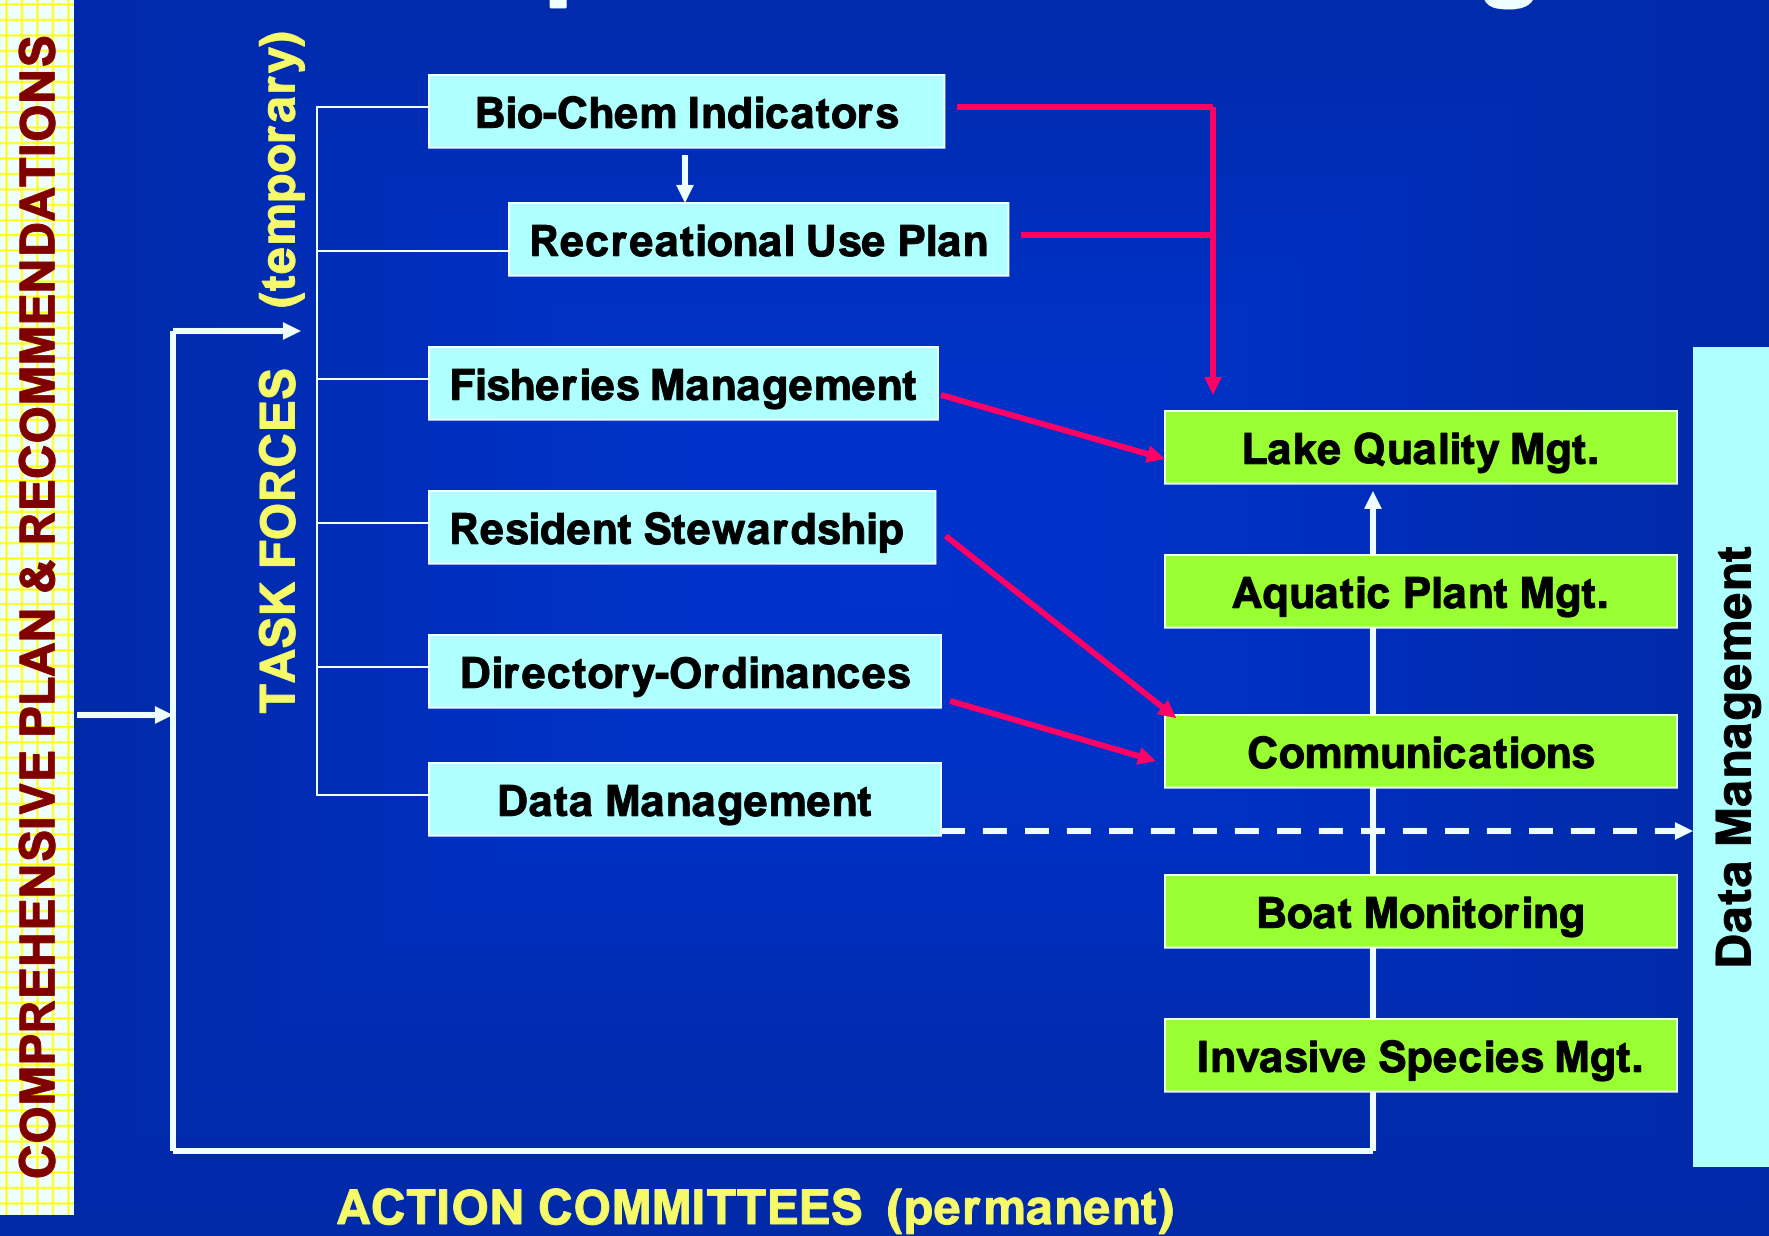 COMPREHENSIVE PLAN & RECOMMENDATIONS
TASK FORCES (temporary)
Bio-Chem Indicators
Recreational Use Plan
Fisheries Management
Resident Stewardship
Directory-Ordinances
Data Management
Lake Quality Mgt.
Aquatic Plant Mgt.
Communications
Boat Monitoring
Invasive Species Mgt.
Data Management
ACTION COMMITTEES (permanent)